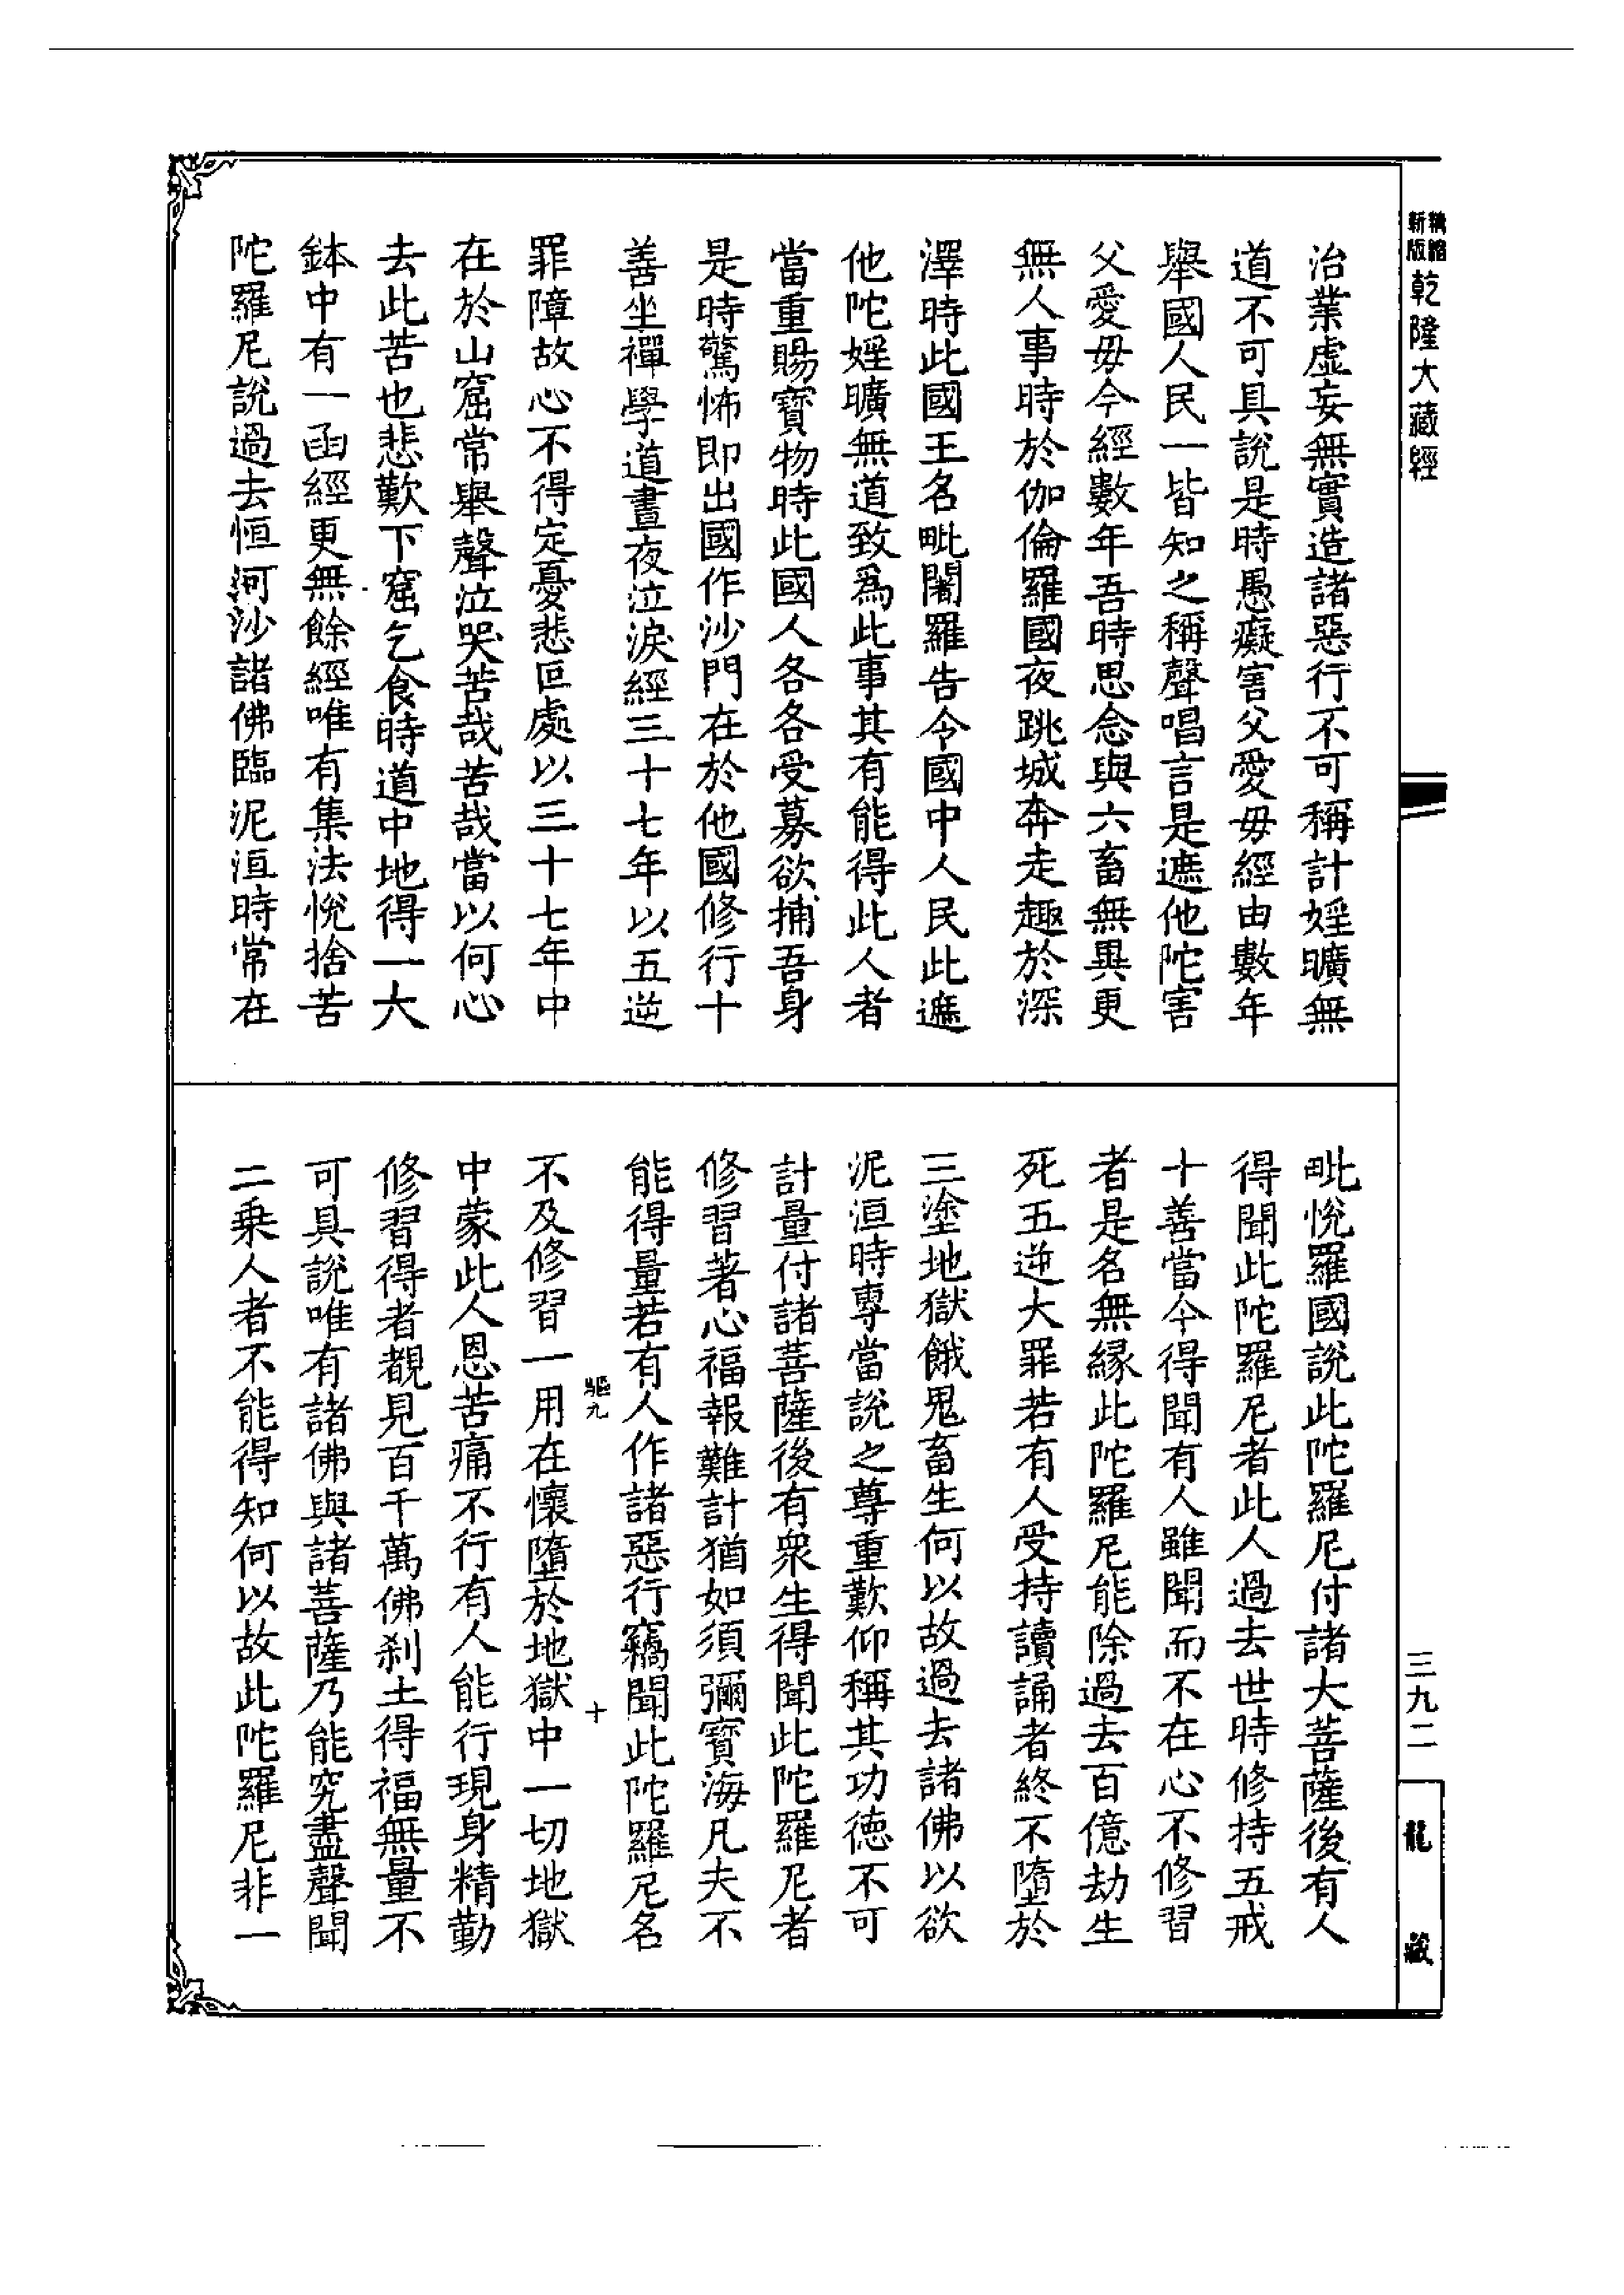 精縮
新版
乾隆大藏經
治業虛妄無實造諸惡行不可稱計婬曠無
道不可具說是時愚癡害父愛母經由數年
舉國人民一皆知之稱聲唱言是遮他陀害
父愛母今經數年吾時思念與六畜無異更
無人事時於伽倫羅國夜跳城奔走趣於深
澤時此國王名毗闍羅告令國中人民此遮
他陀婬曠無道致為此事其有能得此人者
當重賜寶物時此國人各各受募欲捕吾身
是時驚怖即出國作沙門在於他國修行十
善坐禪學道晝夜泣淚經三十七年以五逆
罪障故心不得定憂悲叵處以三十七年中
在於山窟常舉聲泣哭苦哉苦哉當以何心
去此苦也悲歎下窟乞食時道中地得一大
鉢中有一函經更無餘經唯有集法悅捨苦
陀羅尼說過去恒河沙諸佛臨泥洹時常在
毗悅羅國說此陀羅尼付諸大菩薩後有人
得聞此陀羅尼者此人過去世時修持五戒
十善當今得聞有人雖聞而不在心不修習
者是名無緣此陀羅尼能除過去百億劫生
死五逆大罪若有人受持讀誦者終不墮於
三塗地獄餓鬼畜生何以故過去諸佛以欲
泥洹時專當說之尊重歎仰稱其功德不可
計量付諸菩薩後有眾生得聞此陀羅尼者
修習著心福報難計猶如須彌寶海凡夫不
能得量若有人作諸惡行竊聞此陀羅尼名
驅九 十
不及修習一用在懷墮於地獄中一切地獄
中蒙此人恩苦痛不行有人能行現身精勤
修習得者覩見百千萬佛剎土得福無量不
可具說唯有諸佛與諸菩薩乃能究盡聲聞
二乘人者不能得知何以故此陀羅尼非一
三九二
龍藏